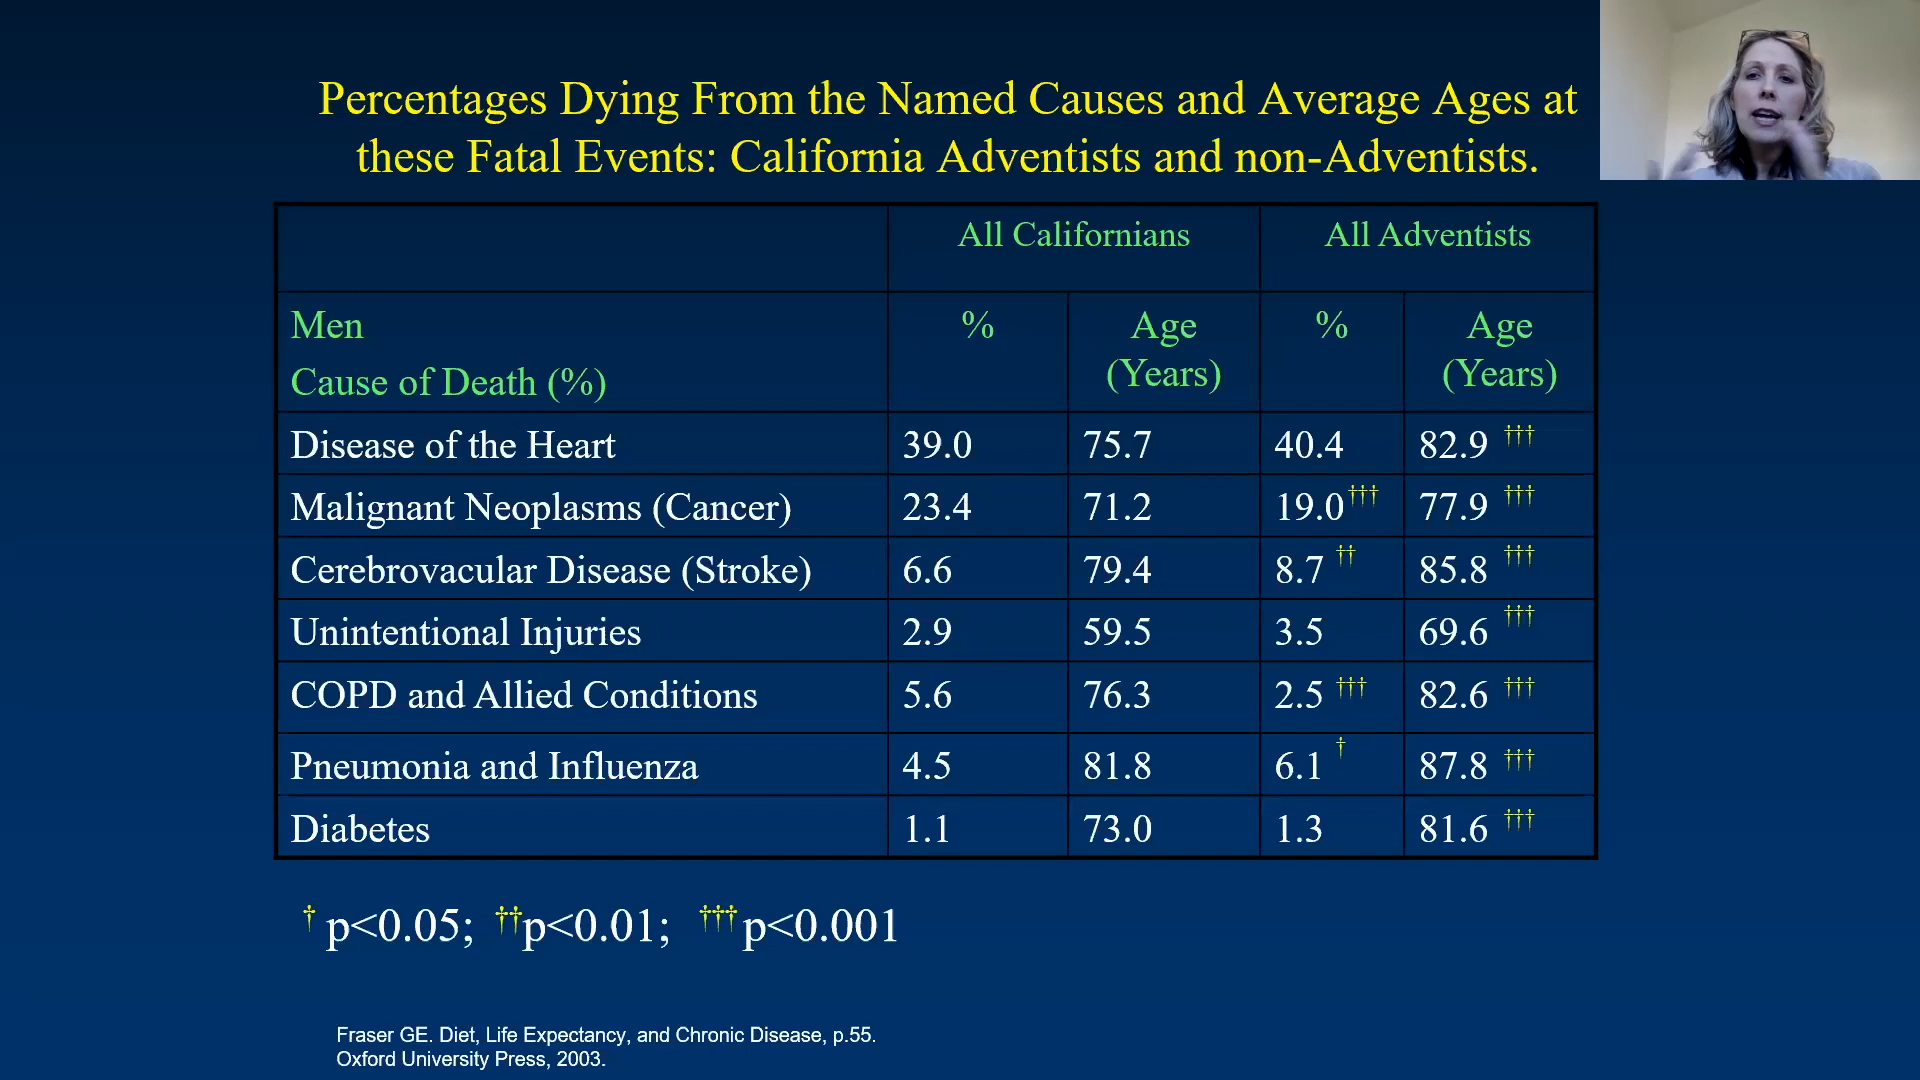 Percentages Dying From the Named Causes and Average Ages at
these Fatal Events: California Adventists and non-Adventists.
All Californians All Adventists
Men % Age % Age
Cause of Death (%) (Years) (Years)
Disease of the Heart 39.0 75.7 40.4 82.9 †††
Malignant Neoplasms (Cancer) 23.4 71.2 19.0††† 77.9 †††
Cerebrovacular Disease (Stroke) 6.6 79.4 8.7 †† 85.8 †††
Unintentional Injuries 2.9 59.5 3.5 69.6 †††
COPD and Allied Conditions 5.6 76.3 2.5 ††† 82.6 †††
Pneumonia and Influenza 4.5 81.8 6.1 † 87.8 †††
Diabetes 1.1 73.0 1.3 81.6 †††
† p<0.05; ††p<0.01; †††p<0.001
Fraser GE. Diet, Life Expectancy, and Chronic Disease, p.55.
Oxford University Press, 2003.